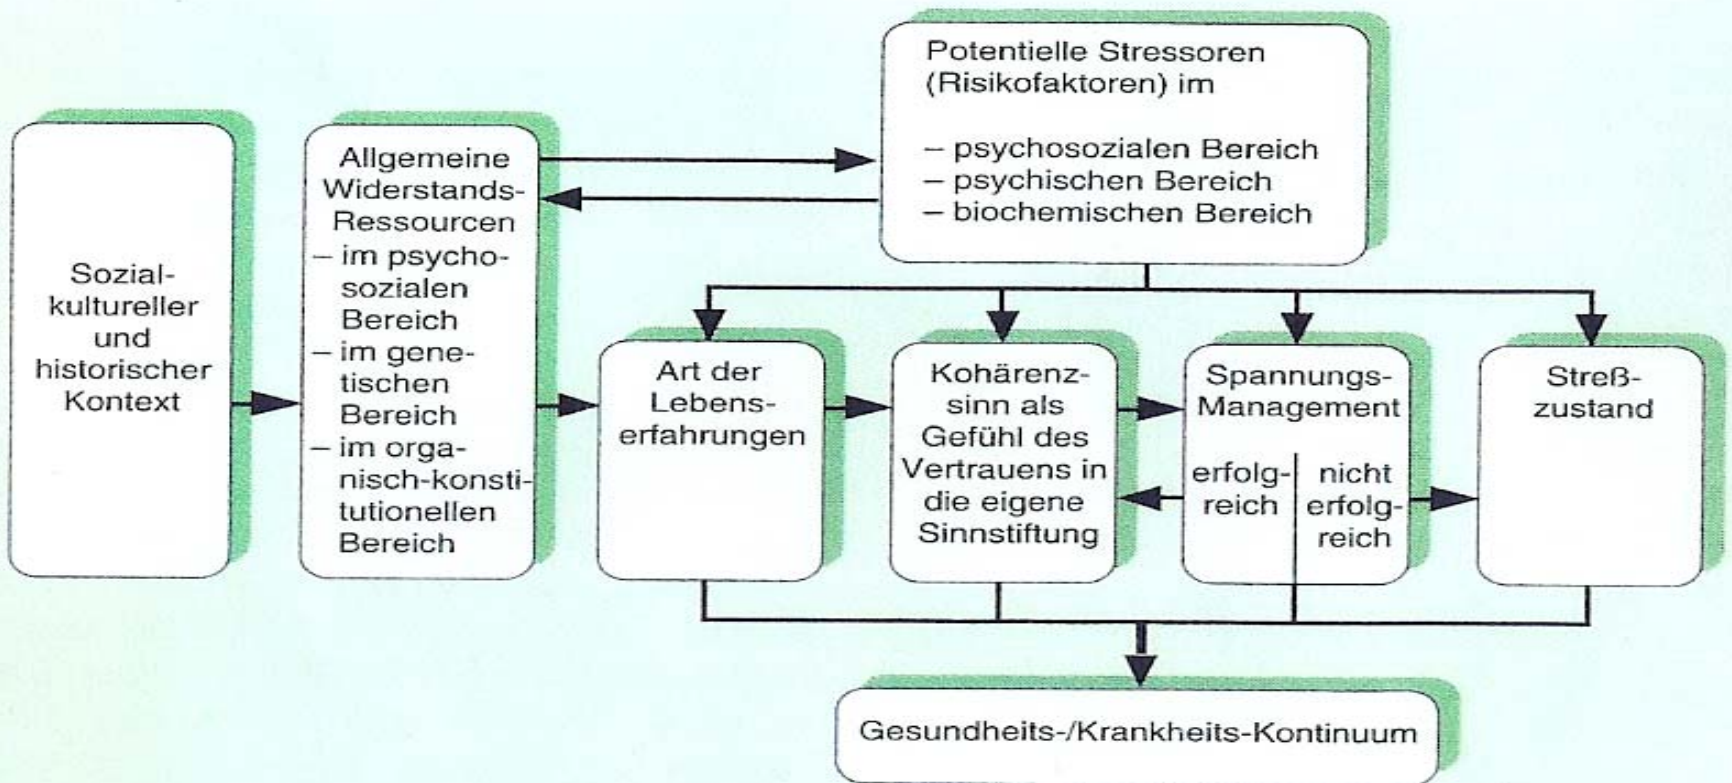 Potentielle Stressoren
(Risikofaktoren) im
– psychosozialen Bereich
– psychischen Bereich
– biochemischen Bereich
Sozial-
kultureller
und
historischer
Kontext
Allgemeine
Widerstands-
Ressourcen
– im psycho-
sozialen
Bereich
– im gene-
tischen
Bereich
– im orga-
nisch-konsti-
tutionellen
Bereich
Art der
Lebens-
erfahrungen
Kohärenz-
sinn als
Gefühl des
Vertrauens in
die eigene
Sinnstiftung
Spannungs-
Management
erfolg-
reich
nicht
erfolg-
reich
Streß-
zustand
Gesundheits-/Krankheits-Kontinuum